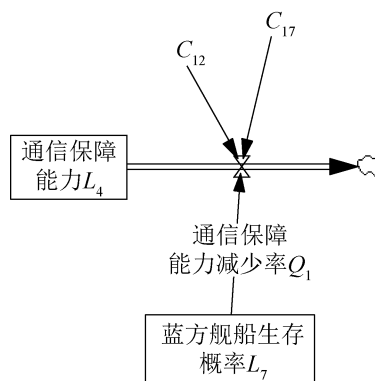 C₁₂
C₁₇
通信保障
能力L₄
通信保障
能力减少率Q₁
蓝方舰船生存
概率L₇